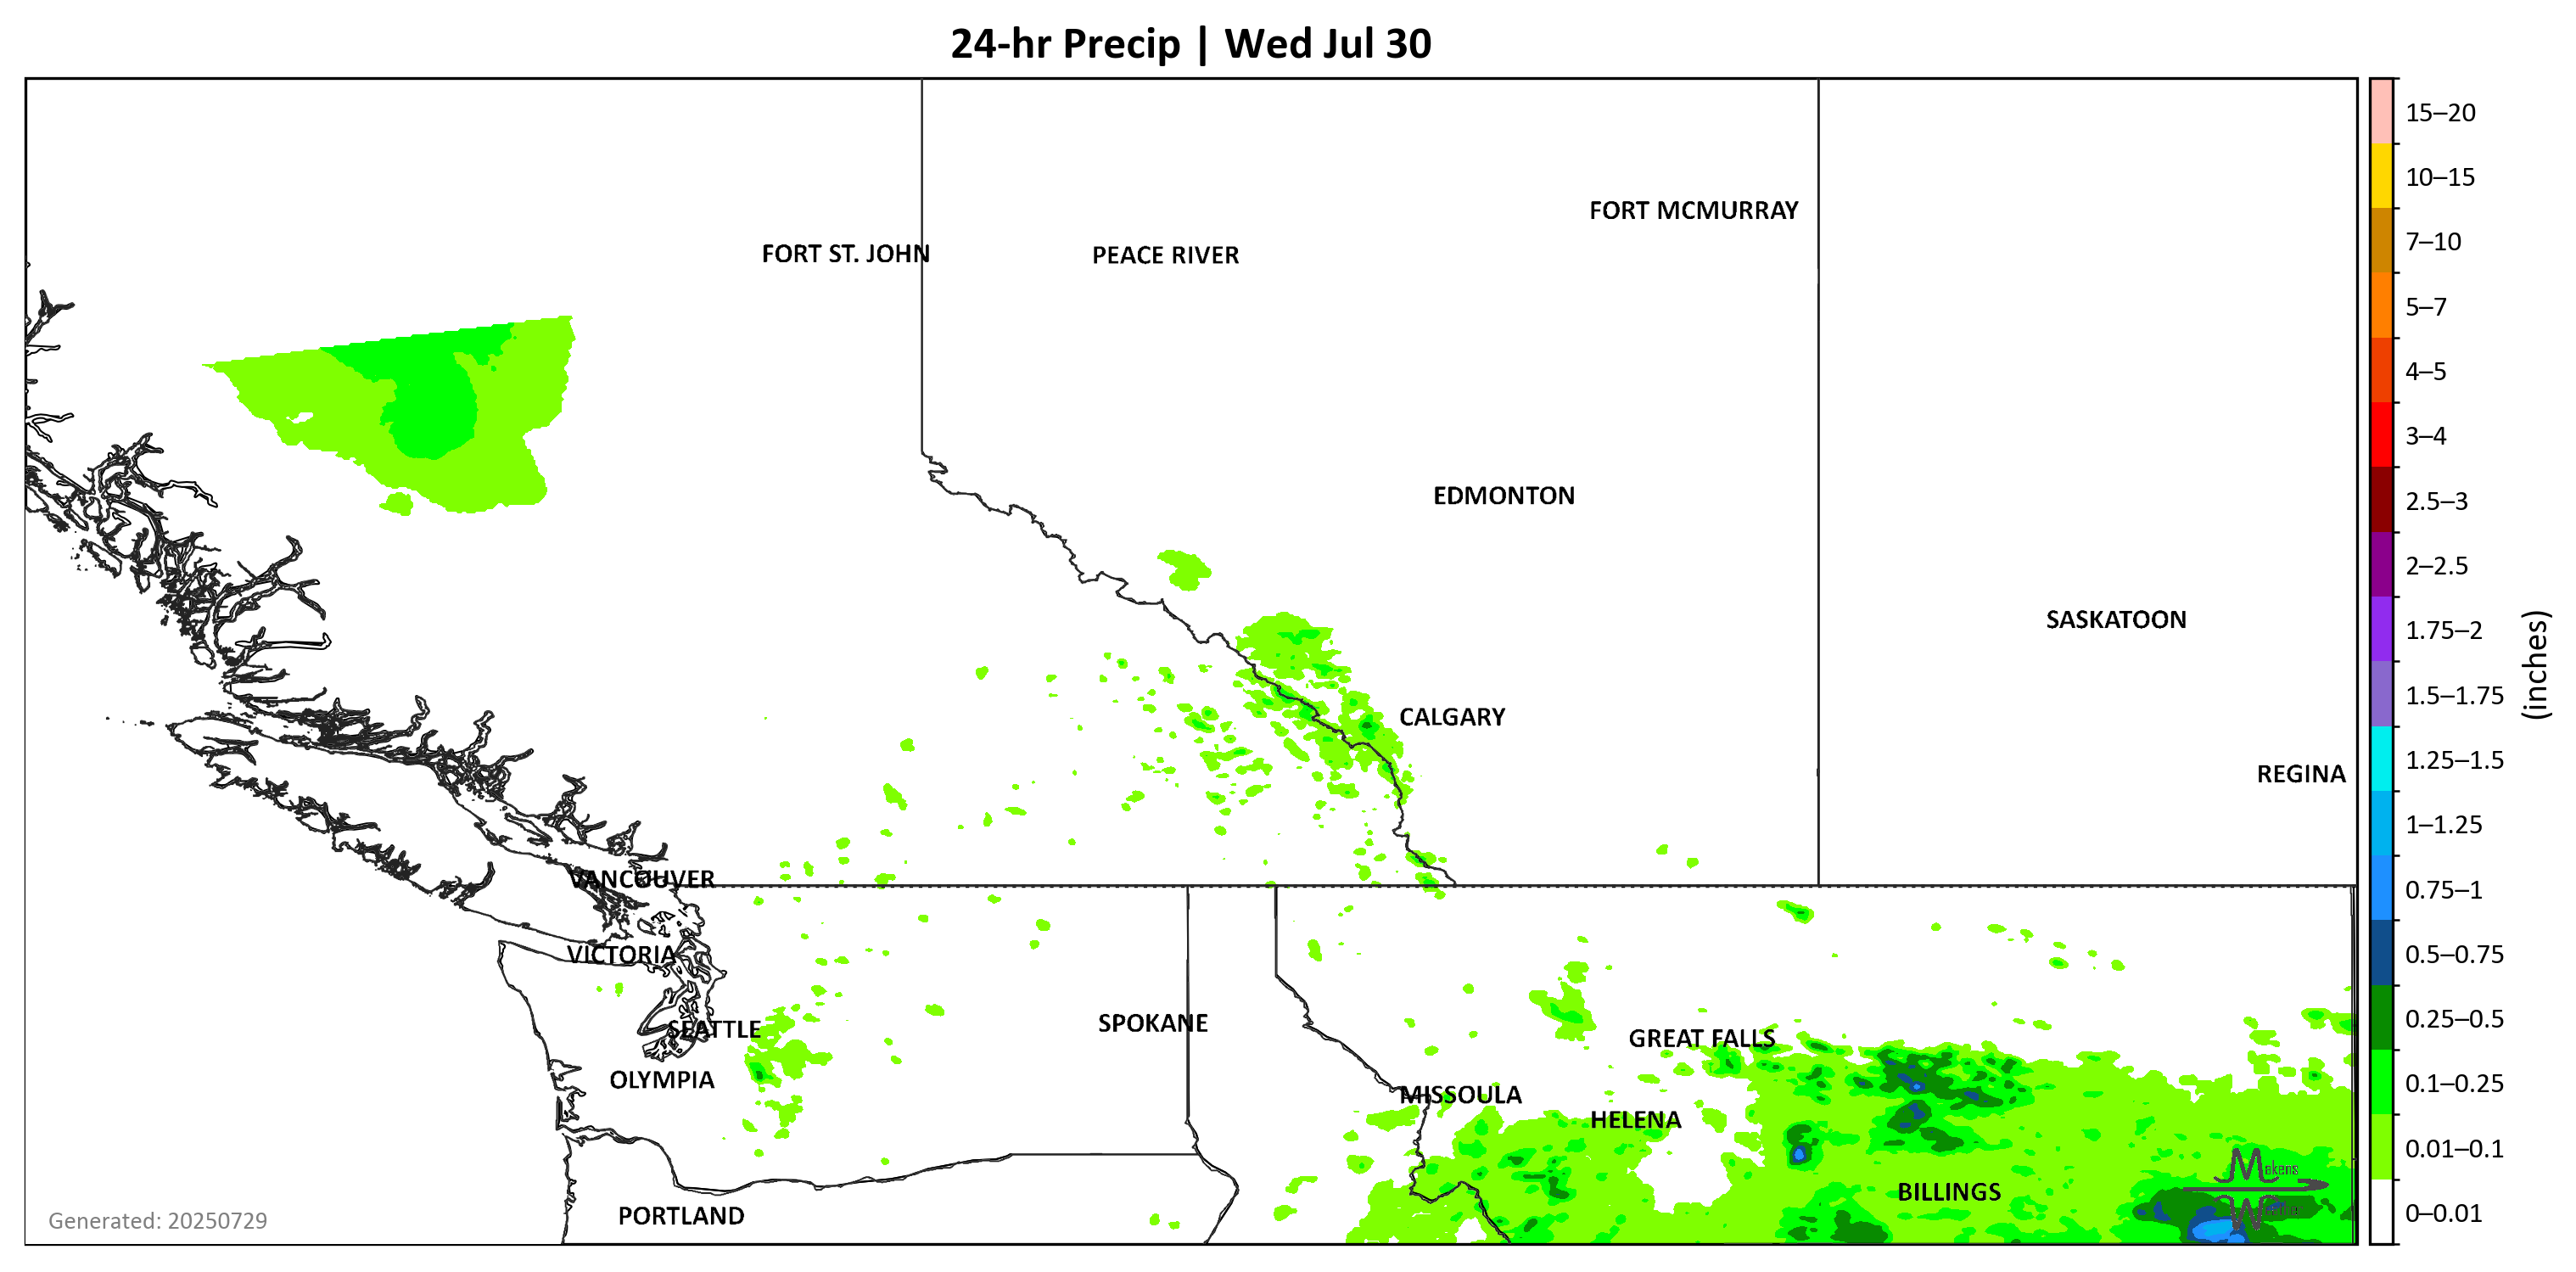 24-hr Precip | Wed Jul 30
FORT MCMURRAY
FORT ST. JOHN
PEACE RIVER
EDMONTON
SASKATOON
CALGARY
REGINA
VANCOUVER
VICTORIA
SEATTLE
SPOKANE
GREAT FALLS
OLYMPIA
MISSOULA
HELENA
BILLINGS
PORTLAND
Generated: 20250729
Makens
Weather
15–20
10–15
7–10
5–7
4–5
3–4
2.5–3
2–2.5
1.75–2
1.5–1.75
1.25–1.5
1–1.25
0.75–1
0.5–0.75
0.25–0.5
0.1–0.25
0.01–0.1
0–0.01
(inches)